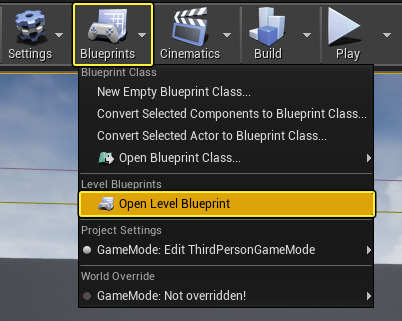 Settings
Blueprints
Cinematics
Build
Play
Blueprint Class
New Empty Blueprint Class...
Convert Selected Components to Blueprint Class...
Convert Selected Actor to Blueprint Class...
Open Blueprint Class...
Level Blueprints
Open Level Blueprint
Project Settings
GameMode: Edit ThirdPersonGameMode
World Override
GameMode: Not overridden!